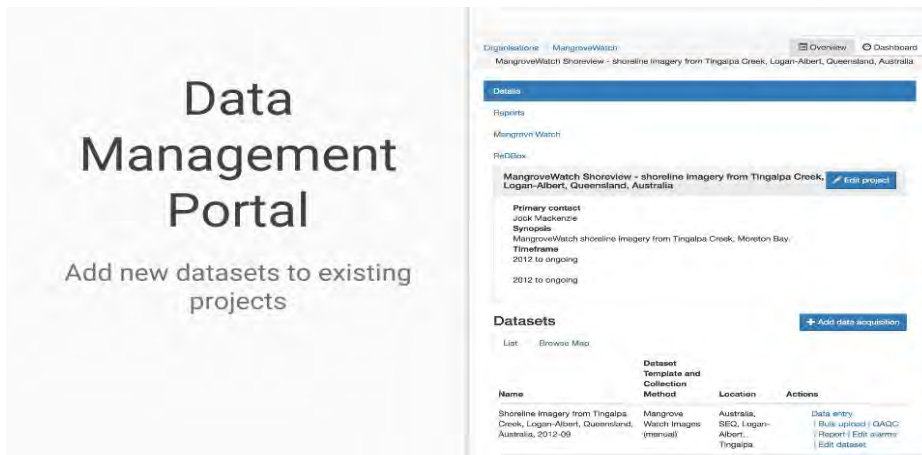 Data
Management
Portal
Add new datasets to existing
projects
Organisations MangroveWatch
Overview Dashboard
MangroveWatch Shoreview - shoreline imagery from Tingalpa Creek, Logan-Albert, Queensland, Australia
Details
Reports
Mangrove Watch
ReDBox
MangroveWatch Shoreview - shoreline imagery from Tingalpa Creek,
Logan-Albert, Queensland, Australia
Edit project
Primary contact
Jock Mackenzie
Synopsis
MangroveWatch shoreline imagery from Tingalpa Creek, Moreton Bay.
Timeframe
2012 to ongoing
2012 to ongoing
Datasets
+ Add data acquisition
List Browse Map
Name
Dataset
Template and
Collection
Method
Location
Actions
Shoreline imagery from Tingalpa
Creek, Logan-Albert, Queensland,
Australia, 2012-09
Mangrove
Watch Images
(manual)
Australia,
SEQ, Logan-
Albert,
Tingalpa
Data entry
| Bulk upload | QAQC
| Report | Edit alarms
| Edit dataset